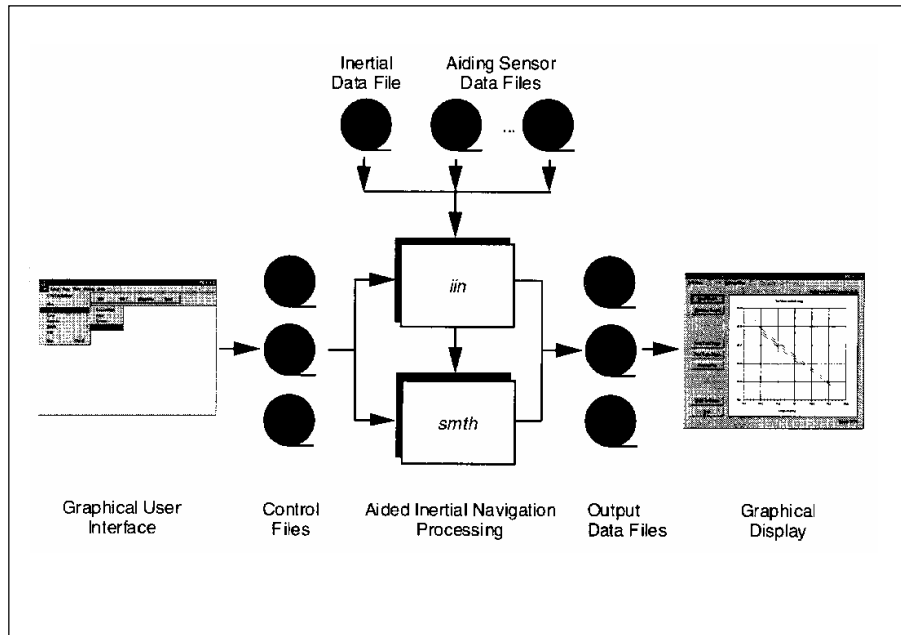 Inertial
Data File
Aiding Sensor
Data Files
...
iin
smth
Graphical User
Interface
Control
Files
Aided Inertial Navigation
Processing
Output
Data Files
Graphical
Display